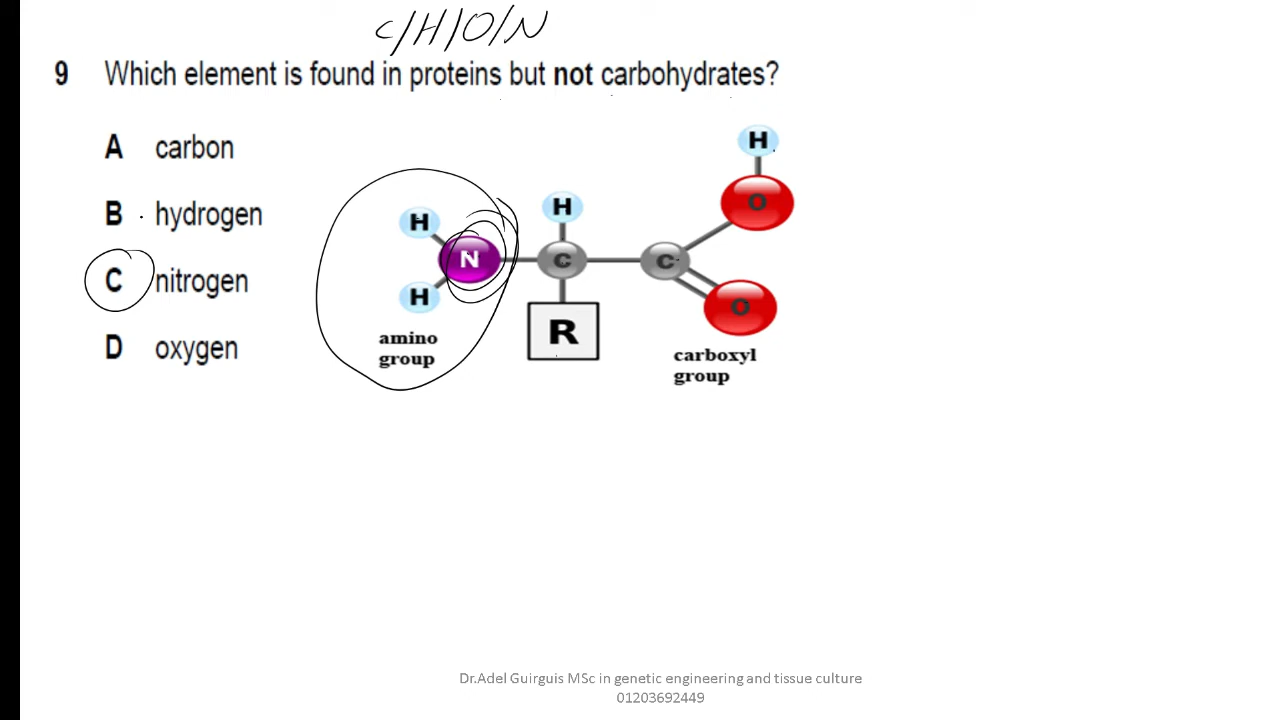 C/H/O/N
9 Which element is found in proteins but not carbohydrates?
A carbon
B hydrogen
C nitrogen
D oxygen
H
H H
N C C O
H O
R
amino
group
carboxyl
group
Dr.Adel Guirguis MSc in genetic engineering and tissue culture
01203692449